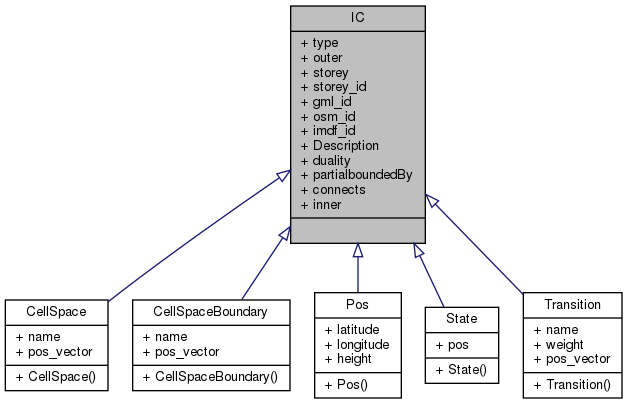 IC
+ type
+ outer
+ storey
+ storey_id
+ gml_id
+ osm_id
+ imdf_id
+ Description
+ duality
+ partialboundedBy
+ connects
+ inner
CellSpace
+ name
+ pos_vector
+ CellSpace()
CellSpaceBoundary
+ name
+ pos_vector
+ CellSpaceBoundary()
Pos
+ latitude
+ longitude
+ height
+ Pos()
State
+ pos
+ State()
Transition
+ name
+ weight
+ pos_vector
+ Transition()